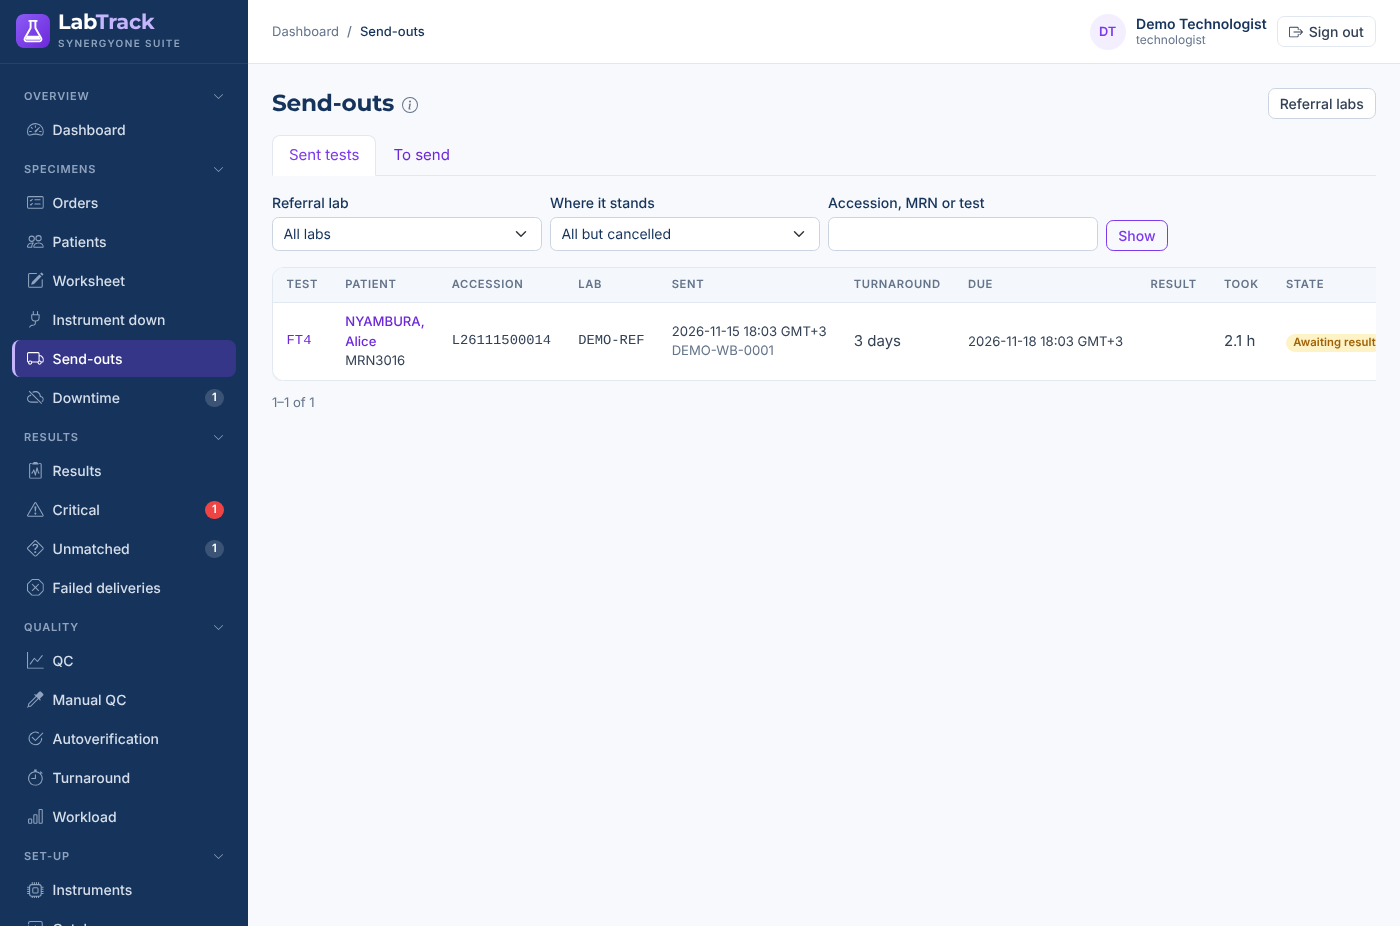 LabTrack
SYNERGYONE SUITE
Dashboard / Send-outs
DT
Demo Technologist
technologist
Sign out
OVERVIEW
Dashboard
SPECIMENS
Orders
Patients
Worksheet
Instrument down
Send-outs
Downtime 1
RESULTS
Results
Critical 1
Unmatched 1
Failed deliveries
QUALITY
QC
Manual QC
Autoverification
Turnaround
Workload
SET-UP
Instruments
Send-outs
Referral labs
Sent tests To send
Referral lab Where it stands Accession, MRN or test
All labs All but cancelled Show
TEST PATIENT ACCESSION LAB SENT TURNAROUND DUE RESULT TOOK STATE
FT4 NYAMBURA, Alice MRN3016 L26111500014 DEMO-REF 2026-11-15 18:03 GMT+3 DEMO-WB-0001 3 days 2026-11-18 18:03 GMT+3 2.1 h Awaiting result
1–1 of 1